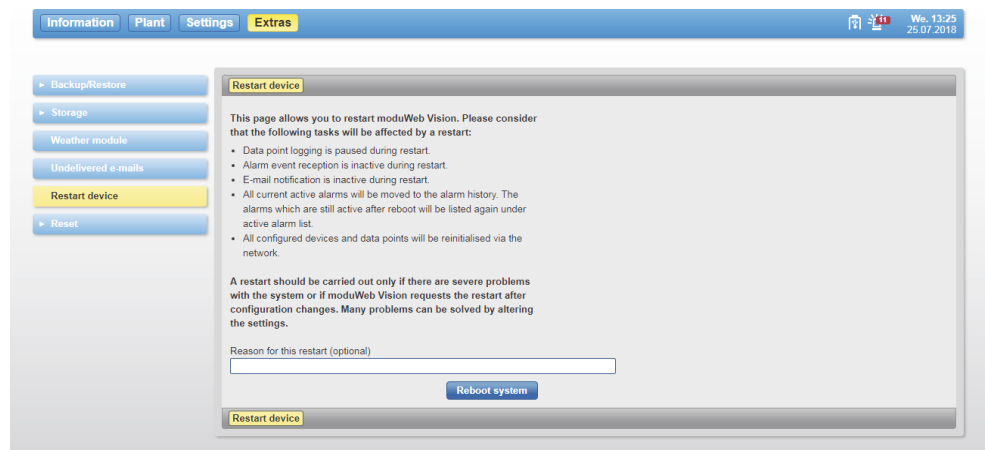 Information Plant Settings Extras 11 We. 13:25
25.07.2018
Backup/Restore
Storage
Weather module
Undelivered e-mails
Restart device
Reset
Restart device
This page allows you to restart moduWeb Vision. Please consider
that the following tasks will be affected by a restart:
• Data point logging is paused during restart.
• Alarm event reception is inactive during restart.
• E-mail notification is inactive during restart.
• All current active alarms will be moved to the alarm history. The
alarms which are still active after reboot will be listed again under
active alarm list.
• All configured devices and data points will be reinitialised via the
network.
A restart should be carried out only if there are severe problems
with the system or if moduWeb Vision requests the restart after
configuration changes. Many problems can be solved by altering
the settings.
Reason for this restart (optional)
Reboot system
Restart device